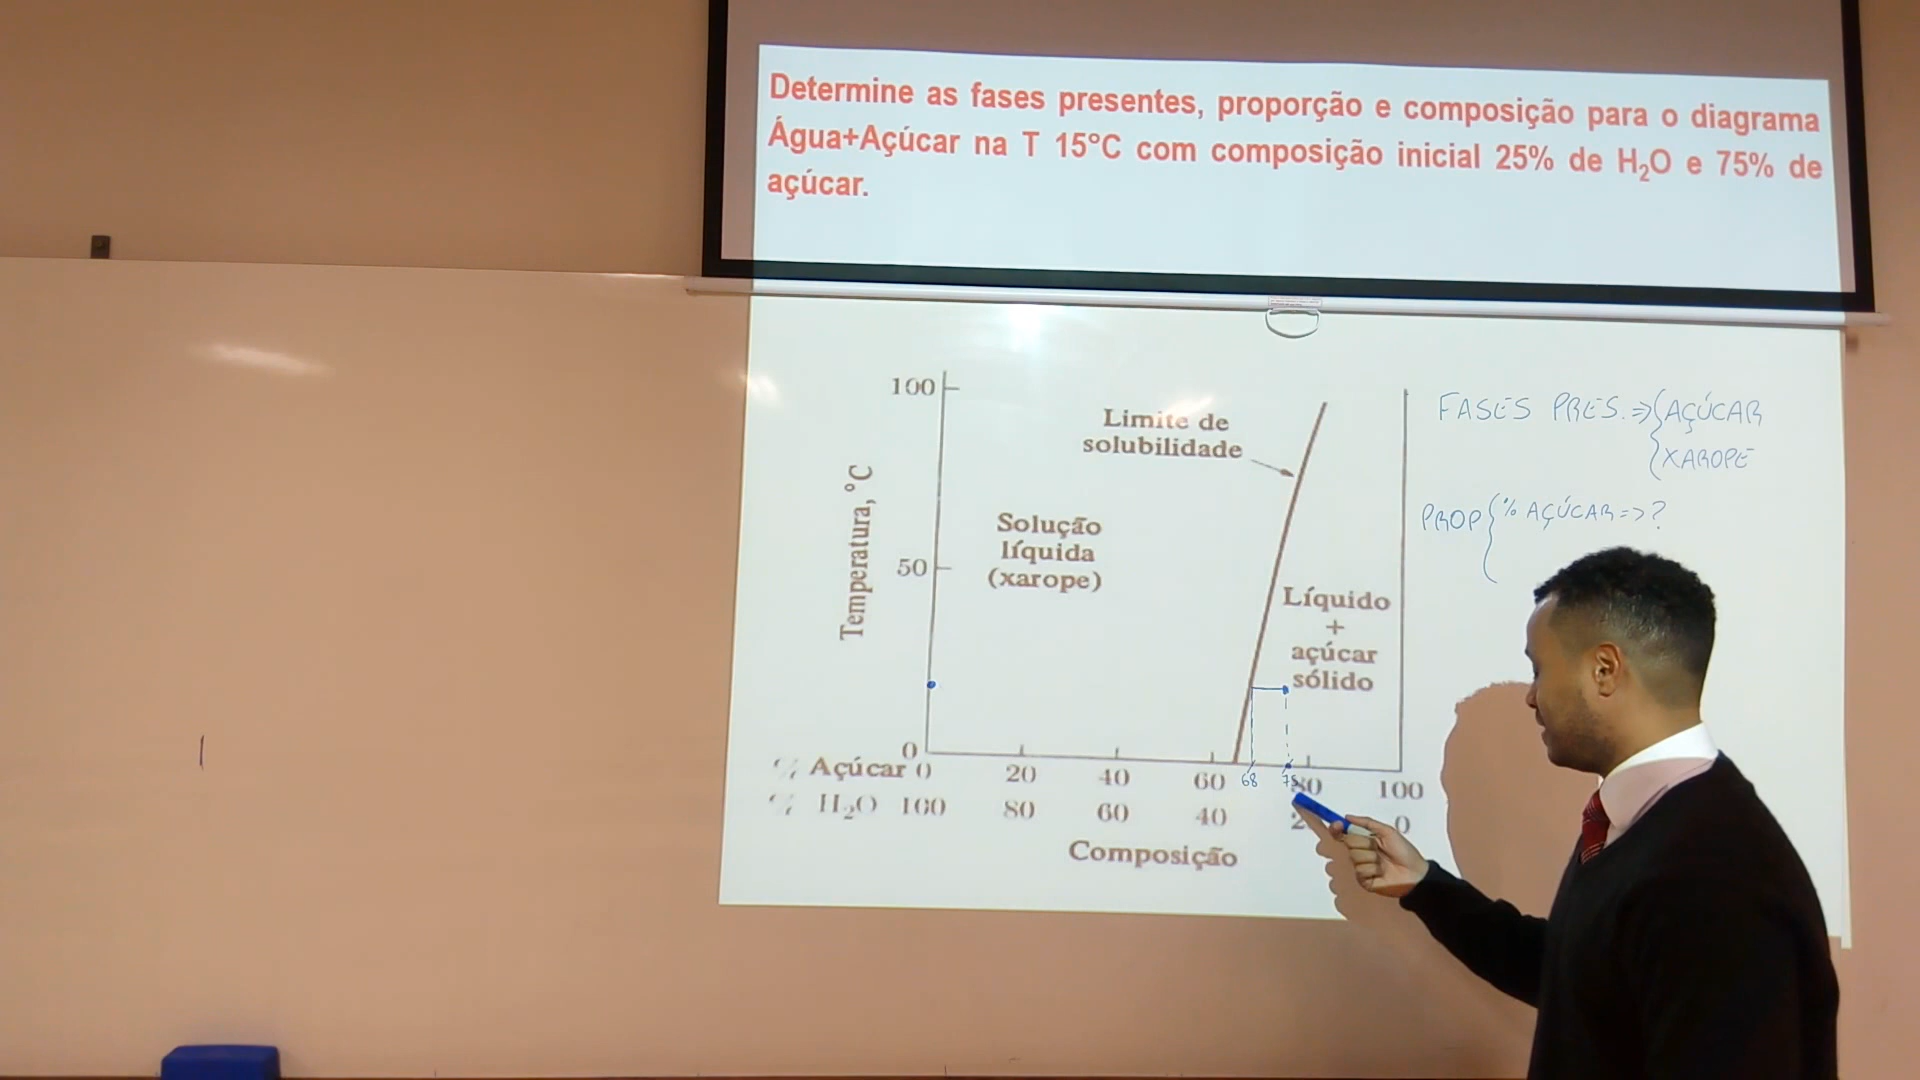 Determine as fases presentes, proporção e composição para o diagrama
Água+Açúcar na T 15°C com composição inicial 25% de H₂O e 75% de
açúcar.
100
Limite de
solubilidade
Temperatura, °C
Solução
líquida
(xarope)
50
Líquido
+
açúcar
sólido
0
% Açúcar 0 20 40 60 68 75 80 100
% H₂O 100 80 60 40 2 0
Composição
FASES PRES. => { AÇÚCAR
{ XAROPE
PROP { % AÇÚCAR => ?